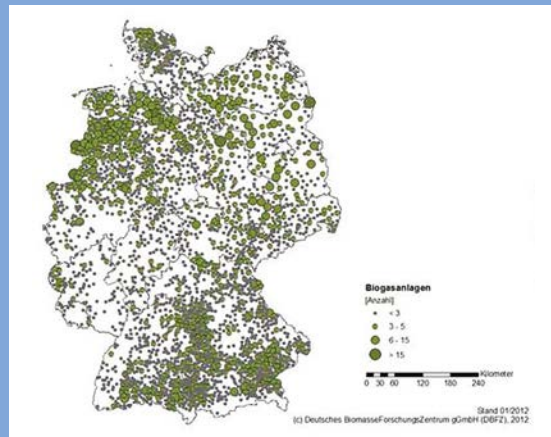 Biogasanlagen
[Anzahl]
< 3
3 - 5
6 - 15
> 15
Kilometer
0 30 60 120 180 240
Stand 01/2012
(c) Deutsches BiomasseForschungsZentrum gGmbH (DBFZ), 2012